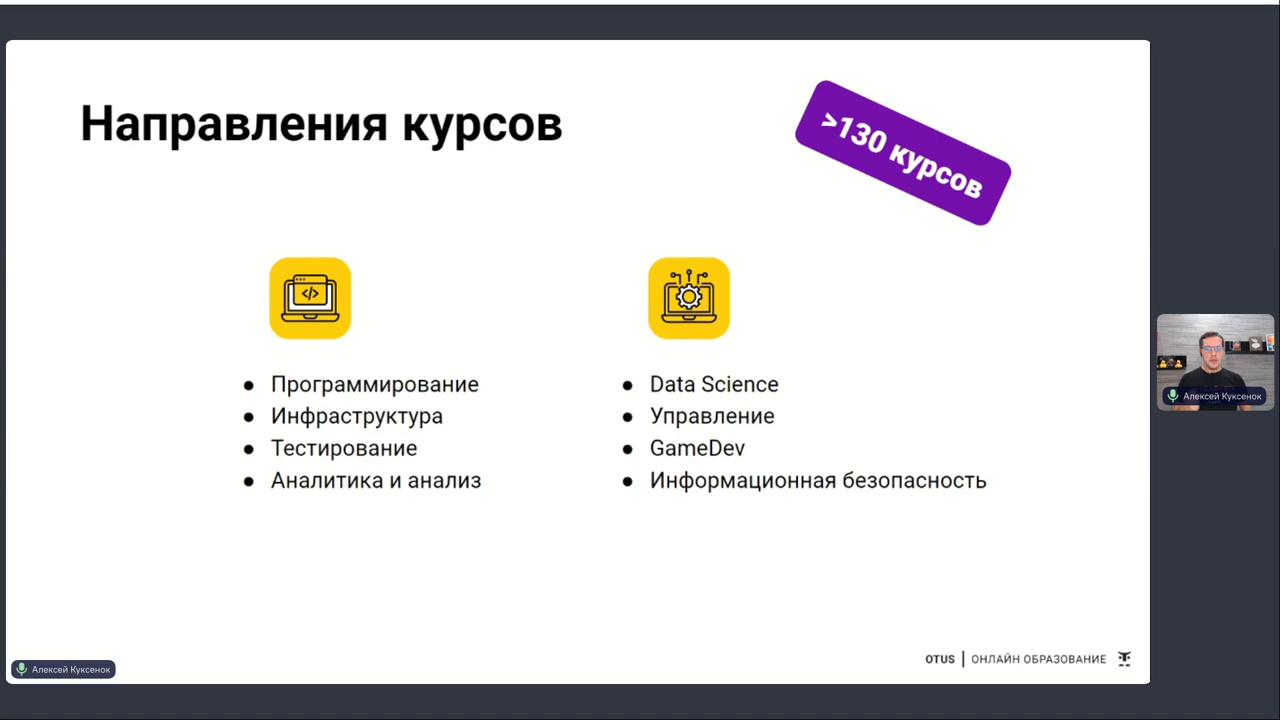 Направления курсов
>130 курсов
</>
Программирование
Инфраструктура
Тестирование
Аналитика и анализ
Data Science
Управление
GameDev
Информационная безопасность
Алексей Куксенок
Алексей Куксенок
OTUS | ОНЛАЙН ОБРАЗОВАНИЕ